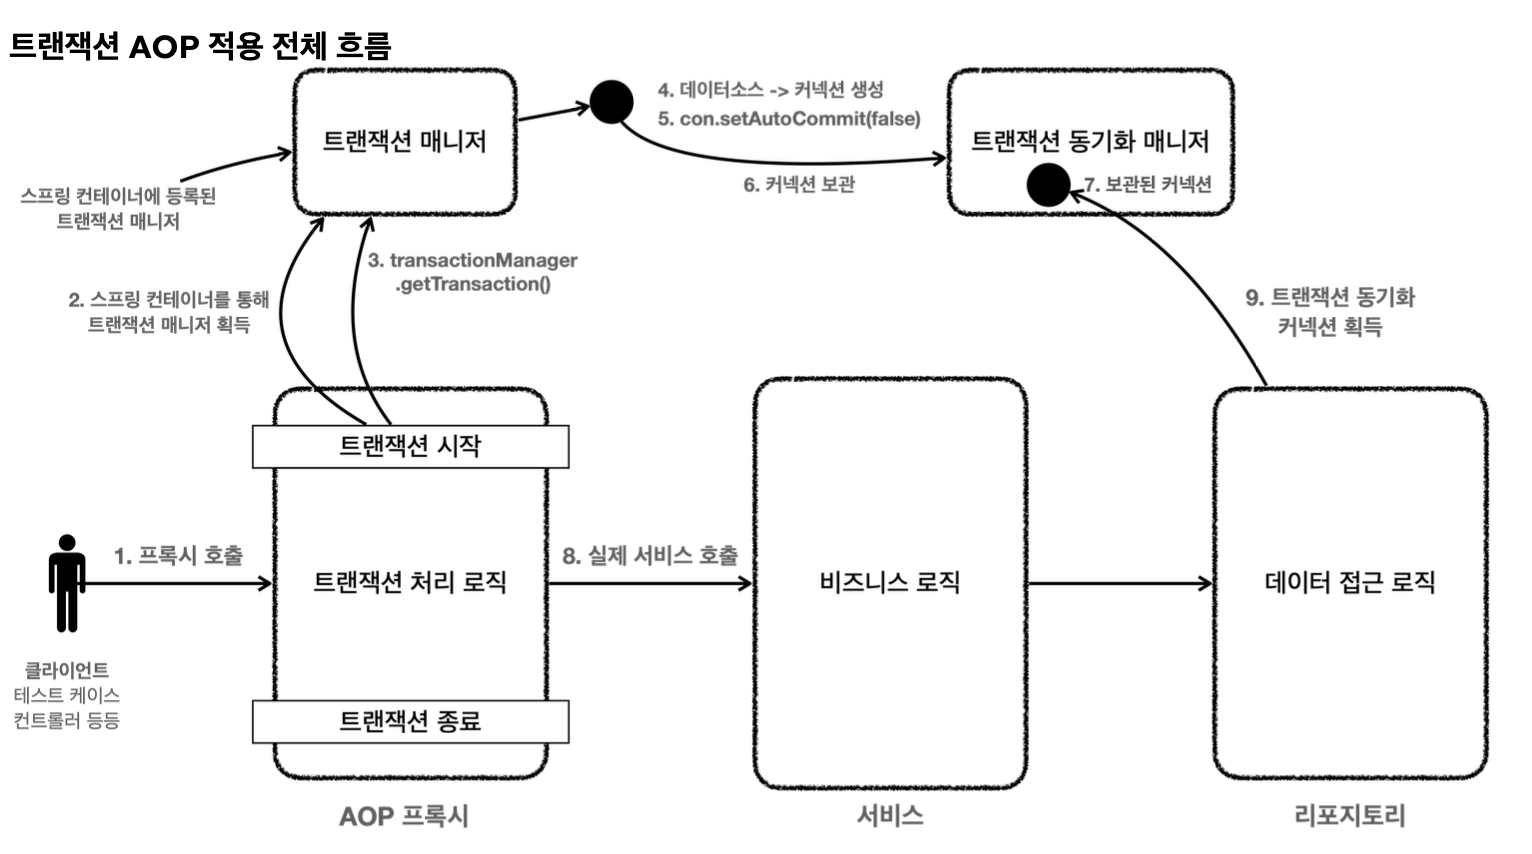 트랜잭션 AOP 적용 전체 흐름
트랜잭션 매니저
4. 데이터소스 -> 커넥션 생성
5. con.setAutoCommit(false)
6. 커넥션 보관
트랜잭션 동기화 매니저
7. 보관된 커넥션
스프링 컨테이너에 등록된
트랜잭션 매니저
2. 스프링 컨테이너를 통해
트랜잭션 매니저 획득
3. transactionManager
.getTransaction()
9. 트랜잭션 동기화
커넥션 획득
트랜잭션 시작
1. 프록시 호출
트랜잭션 처리 로직
8. 실제 서비스 호출
비즈니스 로직
데이터 접근 로직
클라이언트
테스트 케이스
컨트롤러 등등
트랜잭션 종료
AOP 프록시
서비스
리포지토리